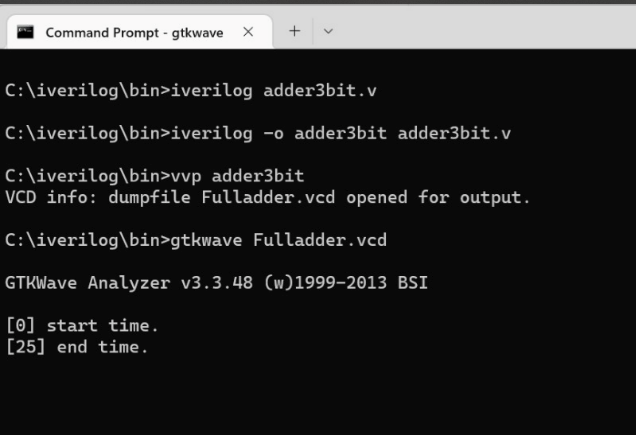 Command Prompt - gtkwave
C:\iverilog\bin>iverilog adder3bit.v
C:\iverilog\bin>iverilog -o adder3bit adder3bit.v
C:\iverilog\bin>vvp adder3bit
VCD info: dumpfile Fulladder.vcd opened for output.
C:\iverilog\bin>gtkwave Fulladder.vcd
GTKWave Analyzer v3.3.48 (w)1999-2013 BSI
[0] start time.
[25] end time.